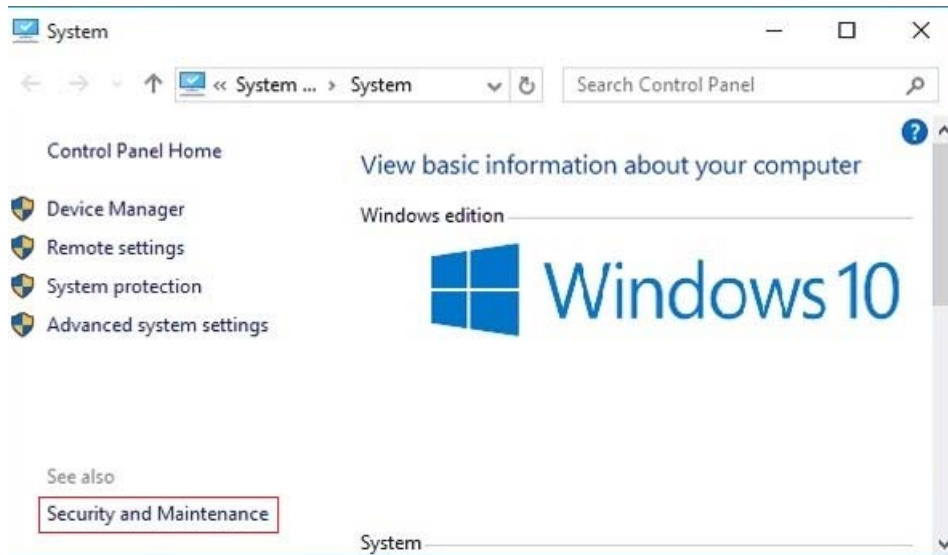 System
« System ... › System
Search Control Panel
Control Panel Home
Device Manager
Remote settings
System protection
Advanced system settings
See also
Security and Maintenance
?
View basic information about your computer
Windows edition
Windows 10
System